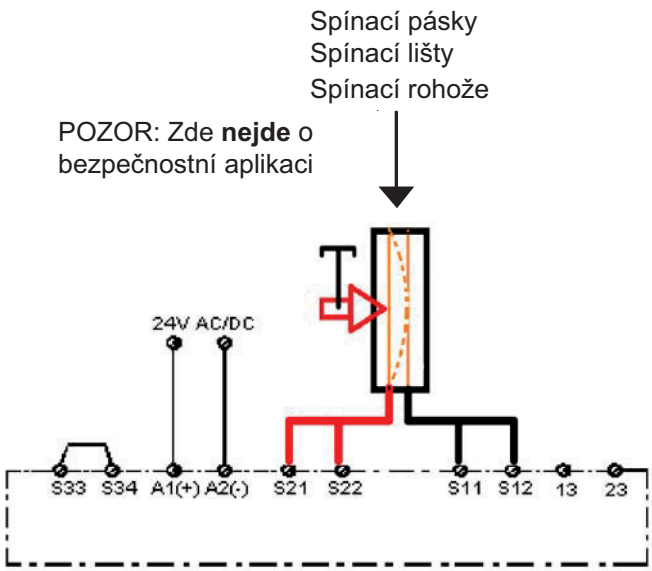 Spínací pásky
Spínací lišty
Spínací rohože
POZOR: Zde nejde o
bezpečnostní aplikaci
24V AC/DC
S33 S34 A1(+) A2(-) S21 S22 S11 S12 13 23